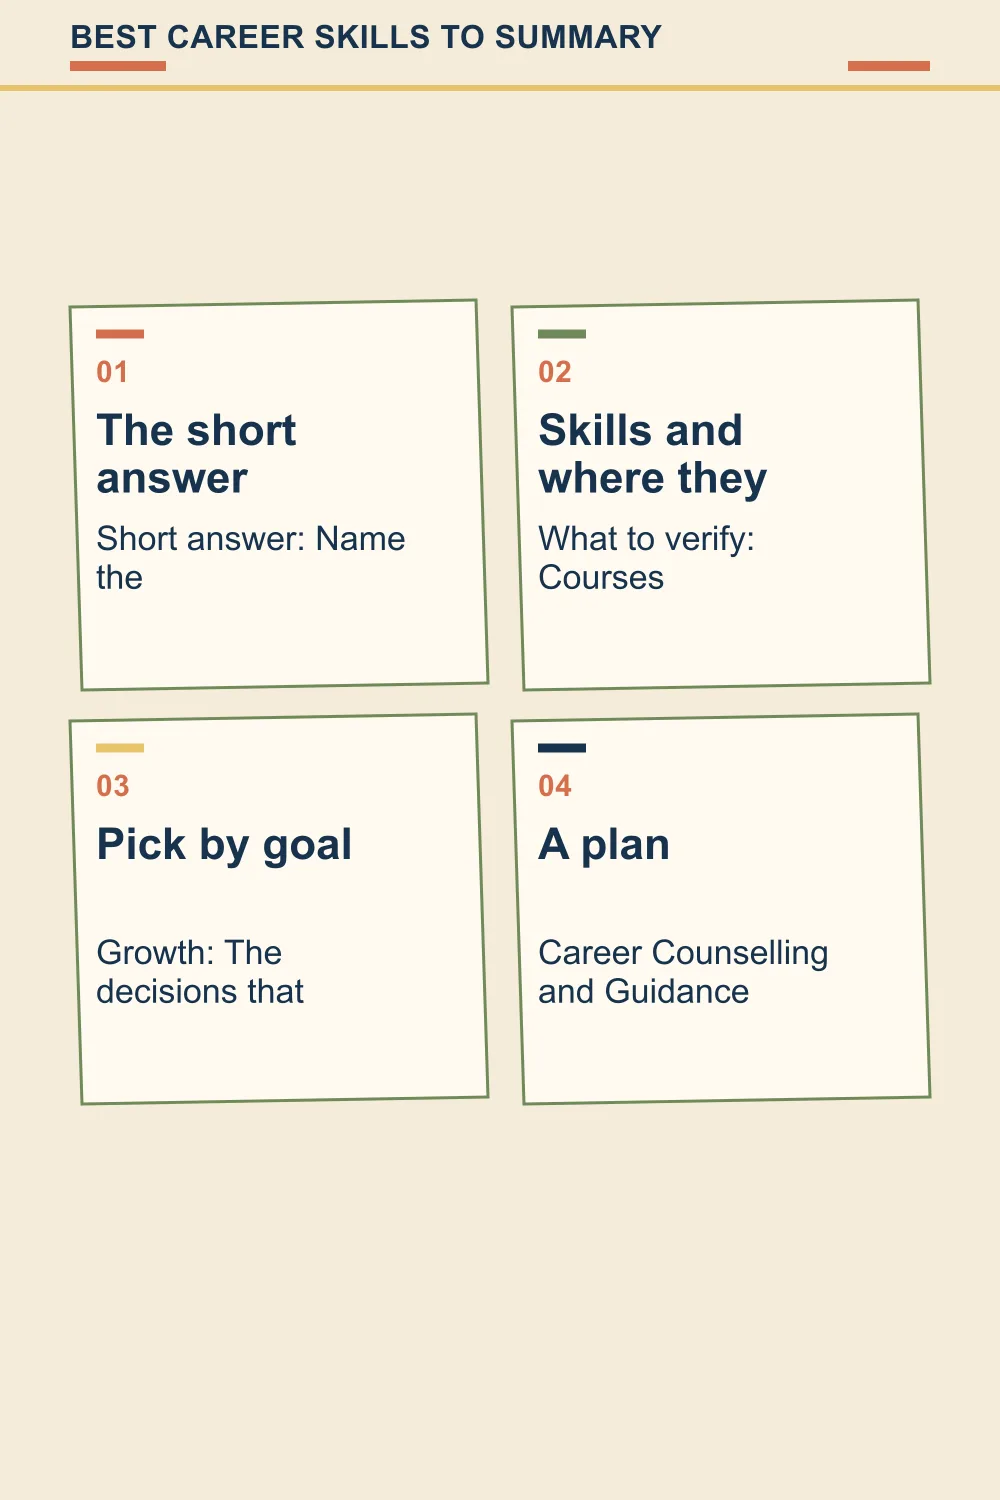 BEST CAREER SKILLS TO SUMMARY
01
The short
answer
Short answer: Name
the
02
Skills and
where they
What to verify:
Courses
03
Pick by goal
Growth: The
decisions that
04
A plan
Career Counselling
and Guidance